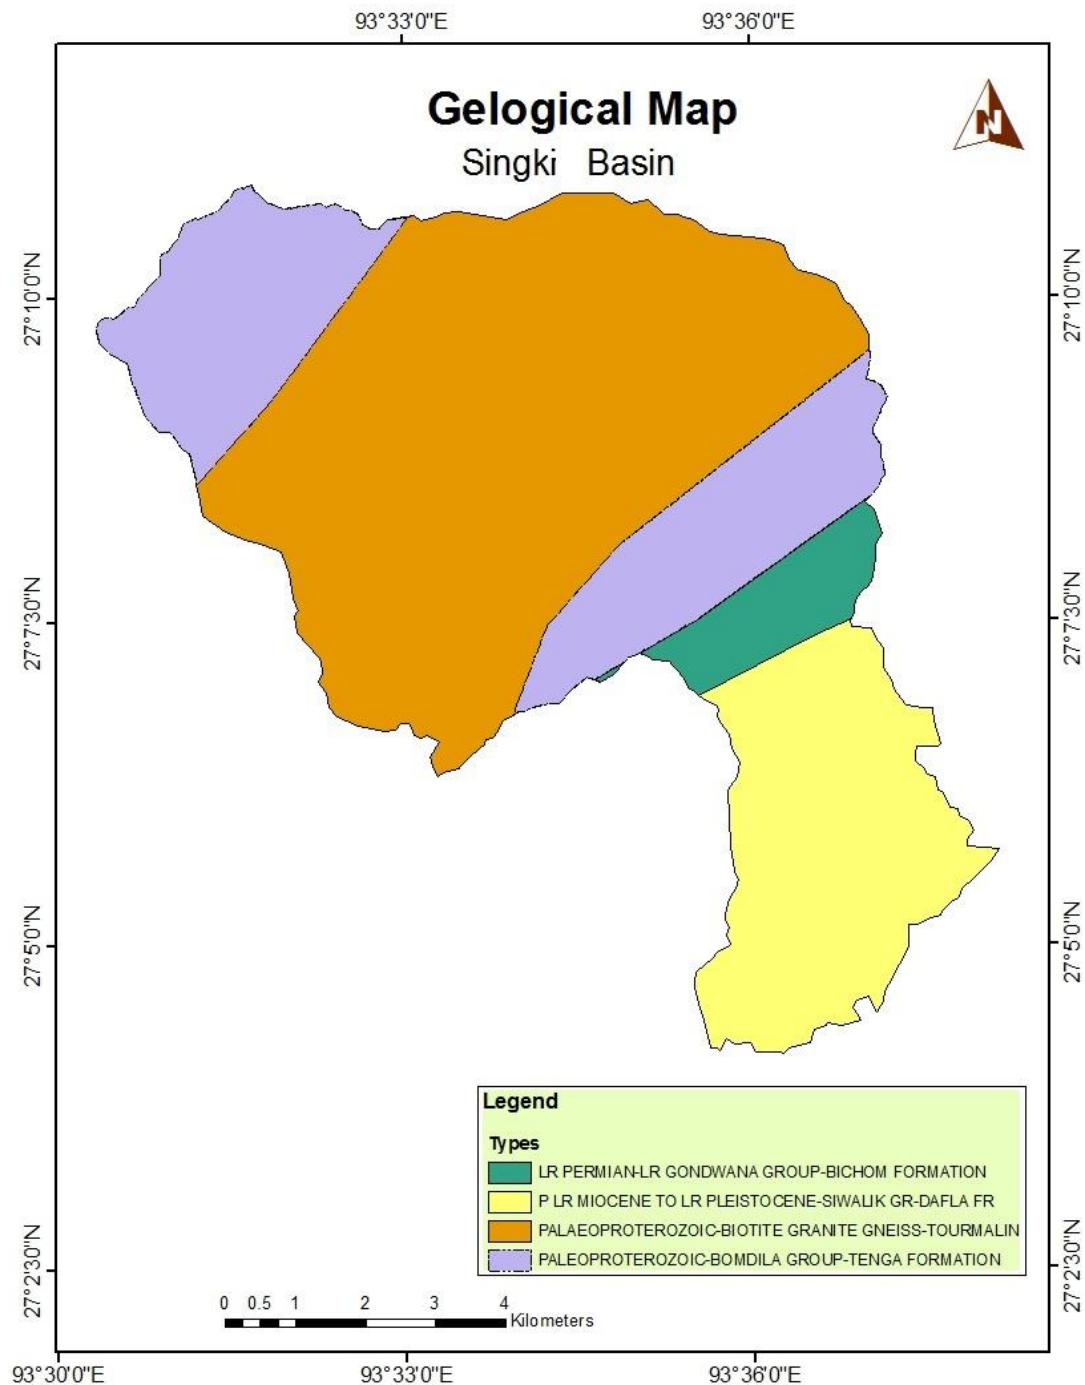 93°33'0"E 93°36'0"E
Gelogical Map
N
Singki Basin
27°10'0"N 27°10'0"N
27°7'30"N 27°7'30"N
27°5'0"N 27°5'0"N
Legend
Types
LR PERMIAN-LR GONDWANA GROUP-BICHOM FORMATION
P LR MIOCENE TO LR PLEISTOCENE-SIWALIK GR-DAFLA FR
PALAEOPROTEROZOIC-BIOTITE GRANITE GNEISS-TOURMALIN
PALEOPROTEROZOIC-BOMDILA GROUP-TENGA FORMATION
27°2'30"N 27°2'30"N
0 0.5 1 2 3 4
Kilometers
93°30'0"E 93°33'0"E 93°36'0"E